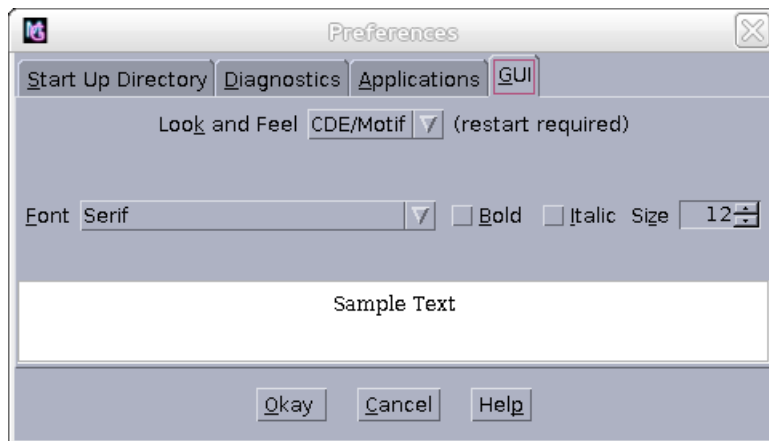 Preferences
Start Up Directory Diagnostics Applications GUI
Look and Feel CDE/Motif (restart required)
Font Serif Bold Italic Size 12
Sample Text
Okay Cancel Help